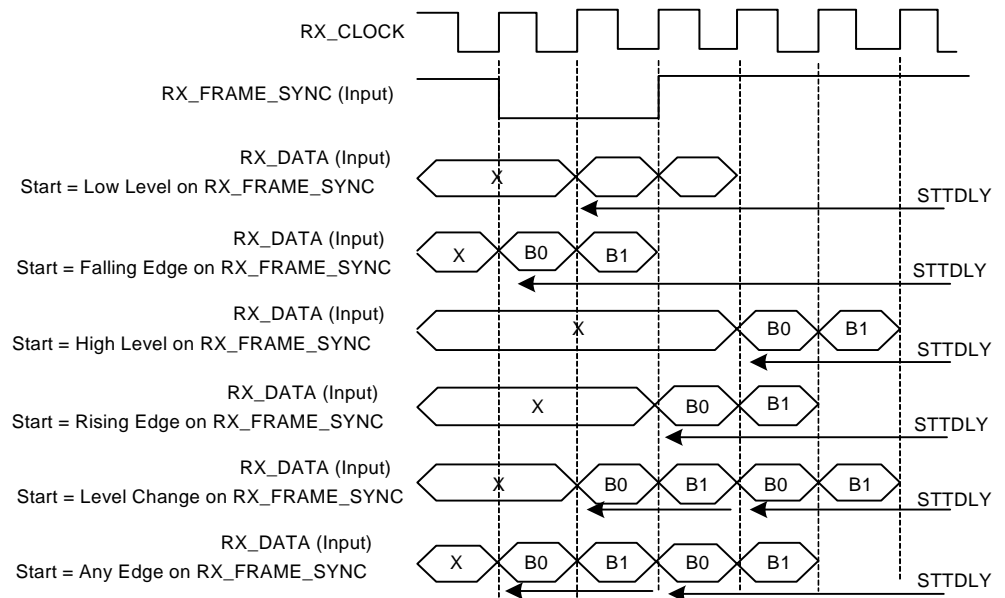 RX_CLOCK
RX_FRAME_SYNC (Input)
RX_DATA (Input)
Start = Low Level on RX_FRAME_SYNC
X
STTDLY
RX_DATA (Input)
Start = Falling Edge on RX_FRAME_SYNC
X B0 B1
STTDLY
RX_DATA (Input)
Start = High Level on RX_FRAME_SYNC
X B0 B1
STTDLY
RX_DATA (Input)
Start = Rising Edge on RX_FRAME_SYNC
X B0 B1
STTDLY
RX_DATA (Input)
Start = Level Change on RX_FRAME_SYNC
X B0 B1 B0 B1
STTDLY
RX_DATA (Input)
Start = Any Edge on RX_FRAME_SYNC
X B0 B1 B0 B1
STTDLY